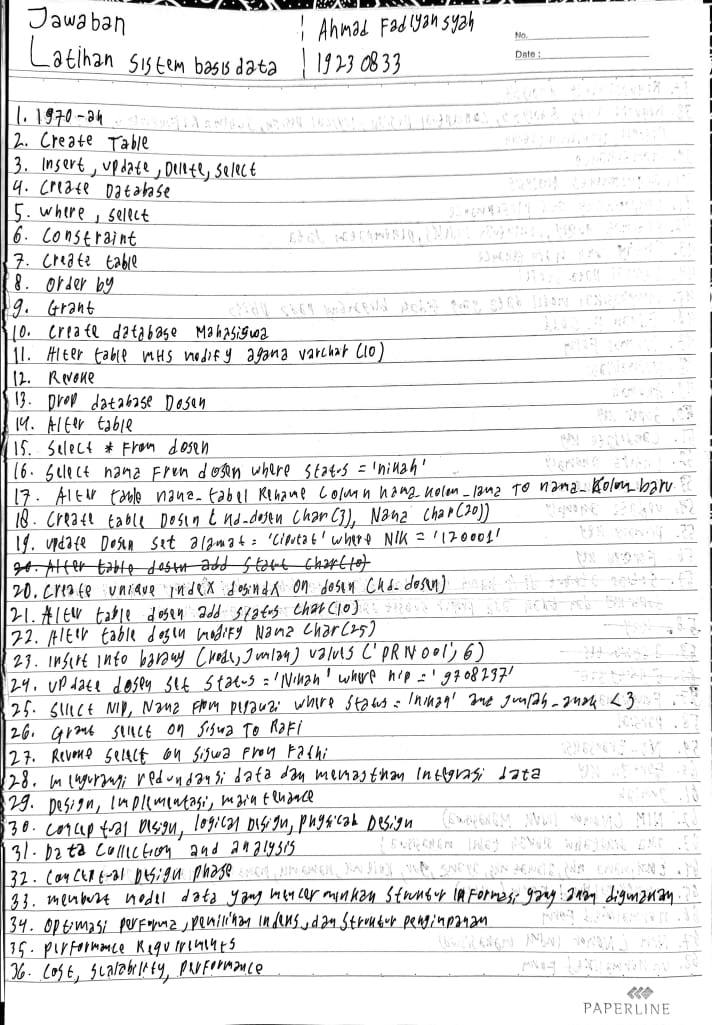 Jawaban
Latihan Sistem basis data
Ahmad Fadlyansyah
19230833
No.
Date :
1. 1970-an
2. Create Table
3. Insert, update, Delete, Select
4. Create Database
5. where, select
6. Constraint
7. Create table
8. Order by
9. Grant
10. Create database Mahasiswa
11. Alter table mhs modify agama varchar (10)
12. Revoke
13. Drop database Dosen
14. Alter table
15. Select * From dosen
16. Select nama From dosen where status = 'nikah'
17. Alter table nama_tabel Rename Column nama_kolom_lama To nama_kolom_baru
18. Create table Dosen (nd_dosen Char(3), Nama Char(20))
19. update Dosen set alamat = 'Ciputat' where NIK = '120001'
20. Alter table dosen add Statu Char(10)
20. Create unique index dosindx on dosen (nd_dosen)
21. Alter table dosen add status char(10)
22. Alter table dosen modify Nama Char(25)
23. Insert into barang (kode, Jumlah) values ('PRN001', 6)
24. update dosen set status = 'Nikah' where nip = '9708237'
25. Select NIP, Nama From pegawai where status = 'nikah' and Jumlah_anak < 3
26. Grant select on Siswa To Rafi
27. Revoke select on siswa From Fathi
28. mengurangi redundansi data dan memastikan Integrasi data
29. Design, Implementasi, maintenance
30. conceptual Design, logical Design, physical Design
31. Data Collection and analysis
32. Conceptual Design phase
33. membuat model data yang mencerminkan Struktur Informasi yang akan digunakan
34. Optimasi performa, pemilihan Indeks, dan Struktur penyimpanan
35. performance Requirements
36. Cost, Scalability, performance
PAPERLINE